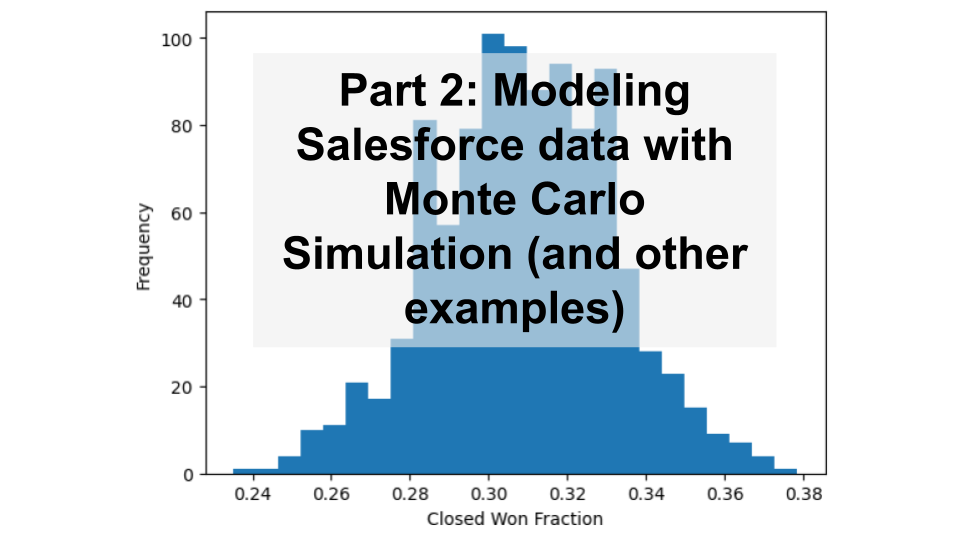 Part 2: Modeling
Salesforce data with
Monte Carlo
Simulation (and other
examples)
Frequency
100
80
60
40
20
0
0.24 0.26 0.28 0.30 0.32 0.34 0.36 0.38
Closed Won Fraction